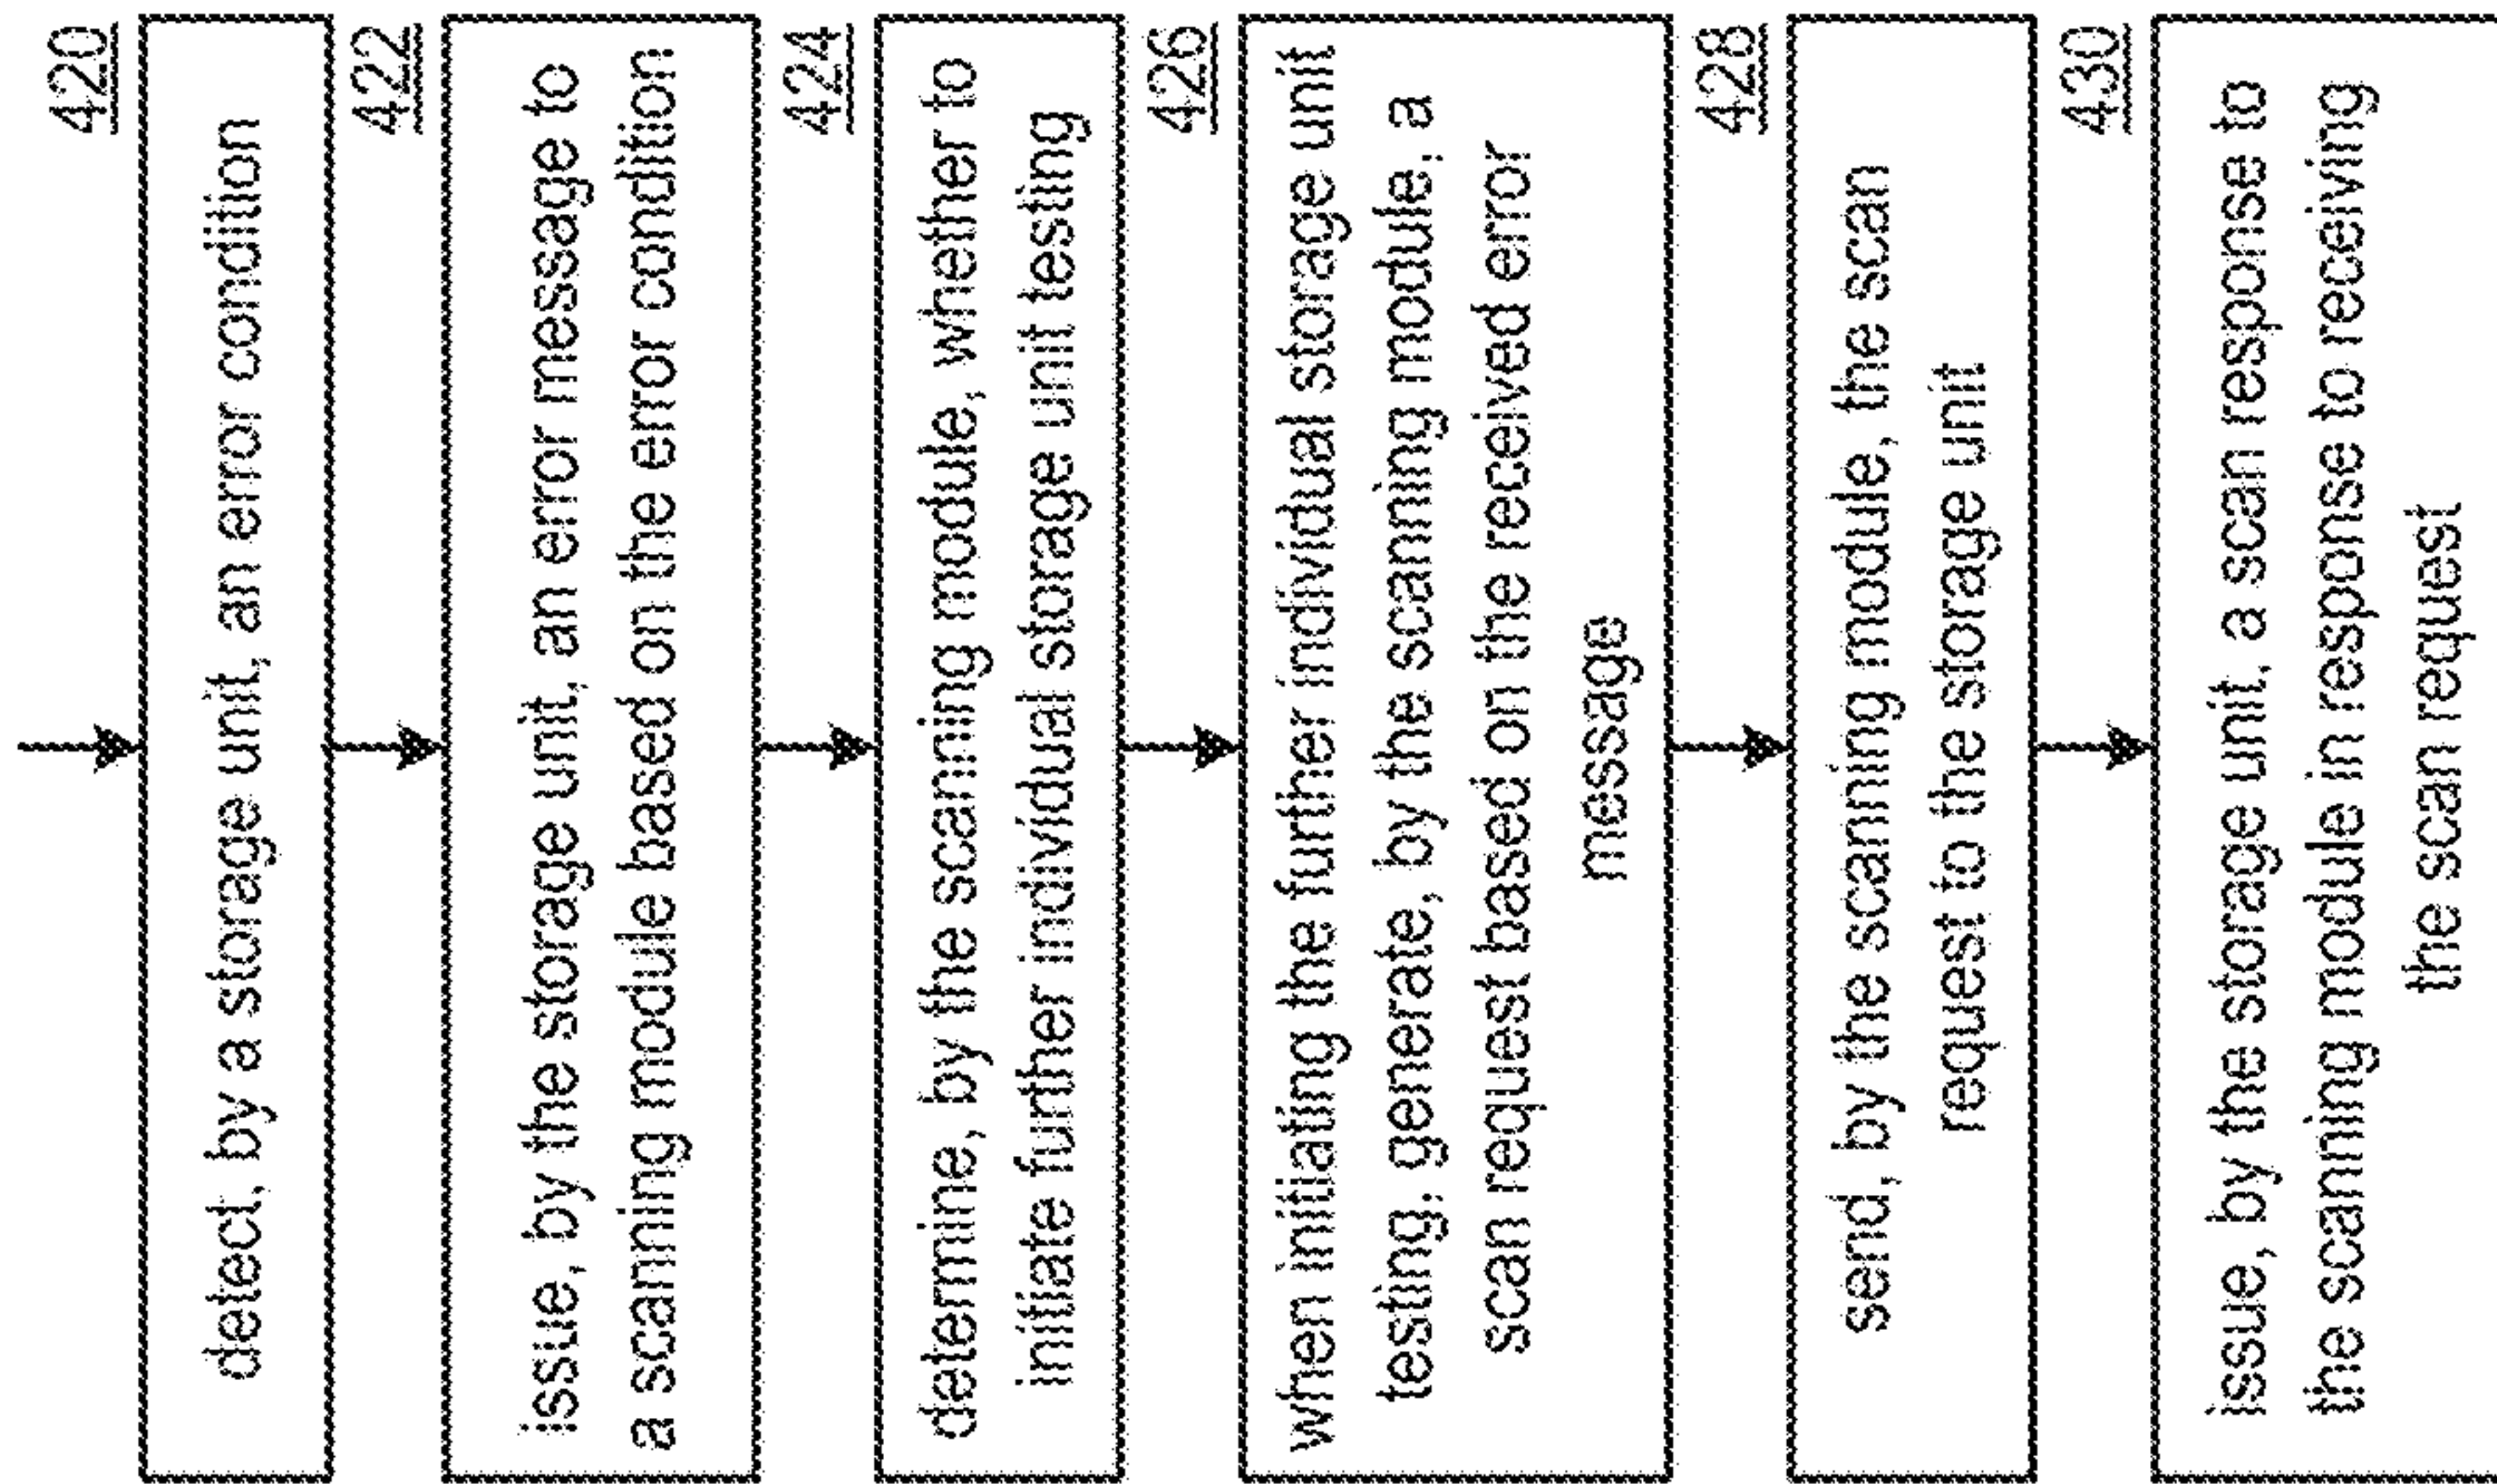 420
detect, by a storage unit, an error condition
422
issue, by the storage unit, an error message to
a scanning module based on the error condition
424
determine, by the scanning module, whether to
initiate further individual storage unit testing
426
when initiating the further individual storage unit
testing, generate, by the scanning module, a
scan request based on the received error
message
428
send, by the scanning module, the scan
request to the storage unit
430
issue, by the storage unit, a scan response to
the scanning module in response to receiving
the scan request